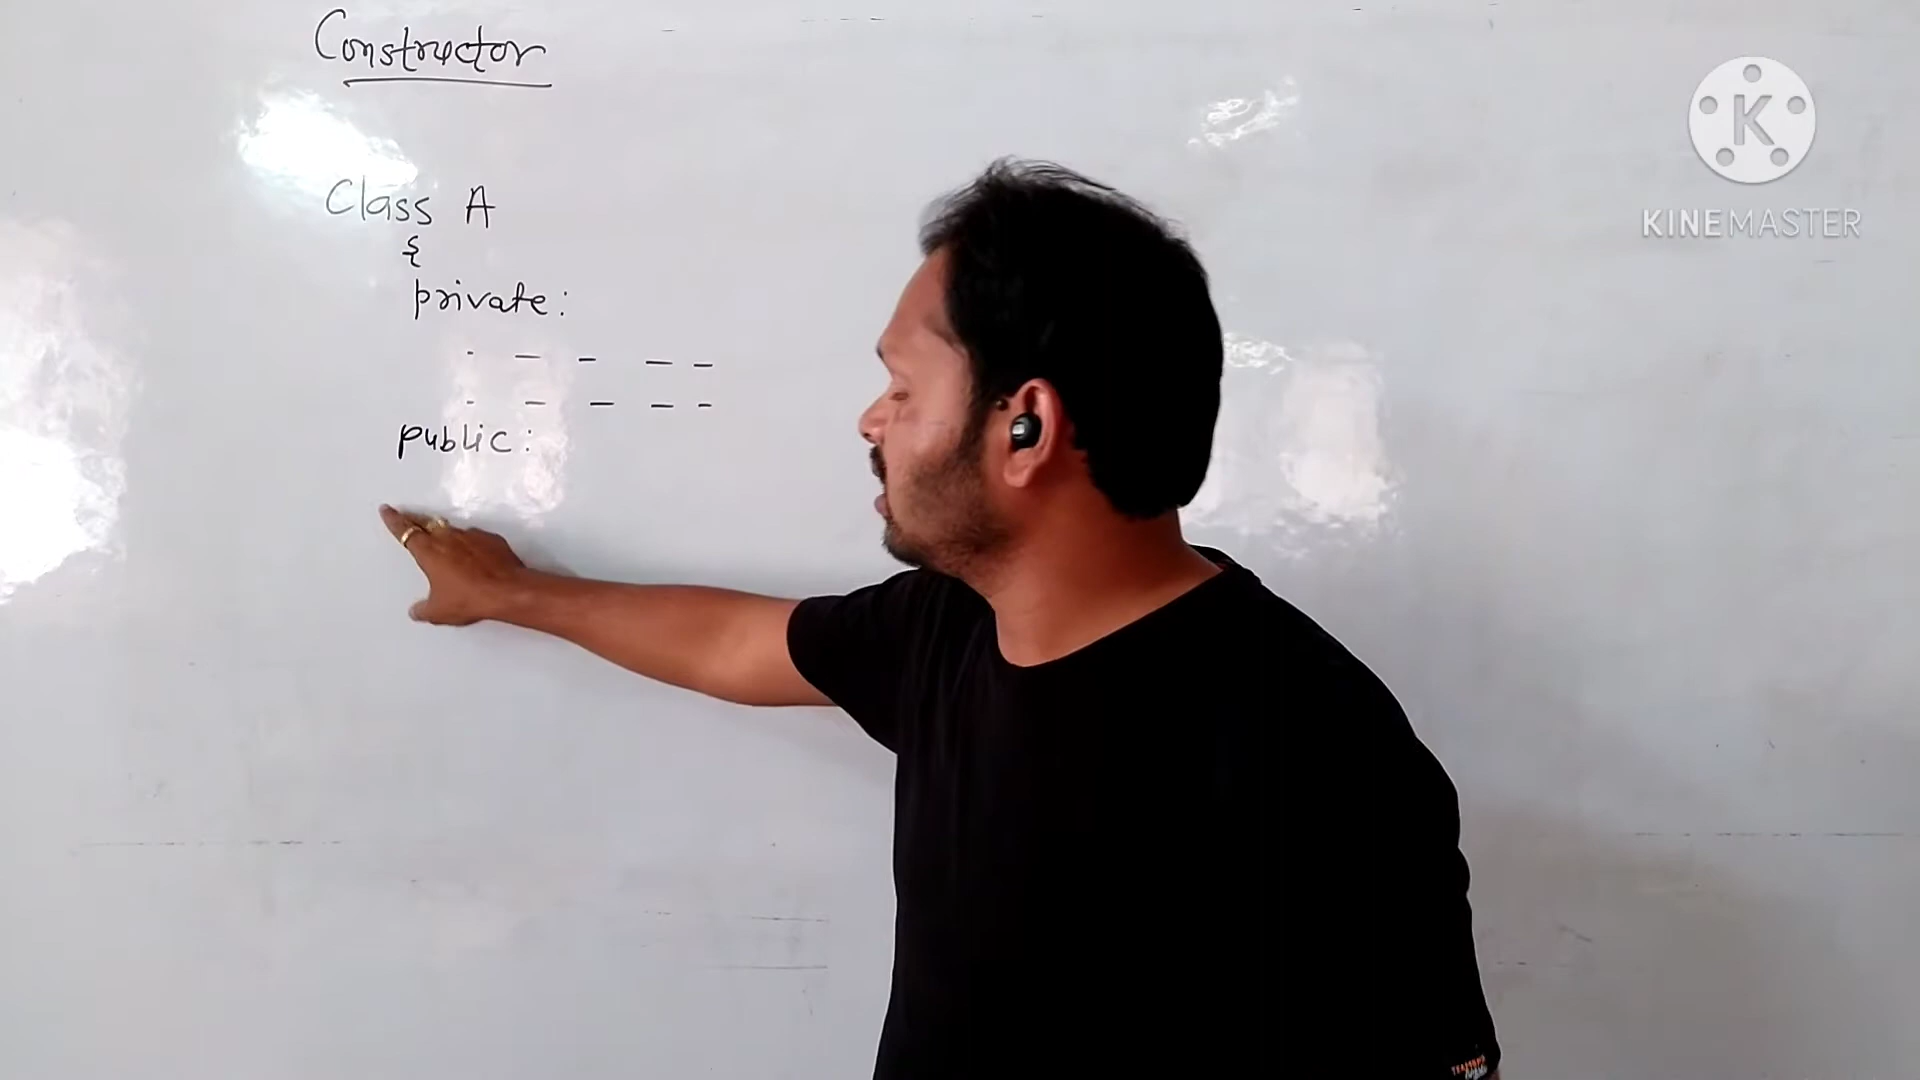 Constructor
Class A
{
private:
- - - - -
- - - - -
public:
K
KINEMASTER